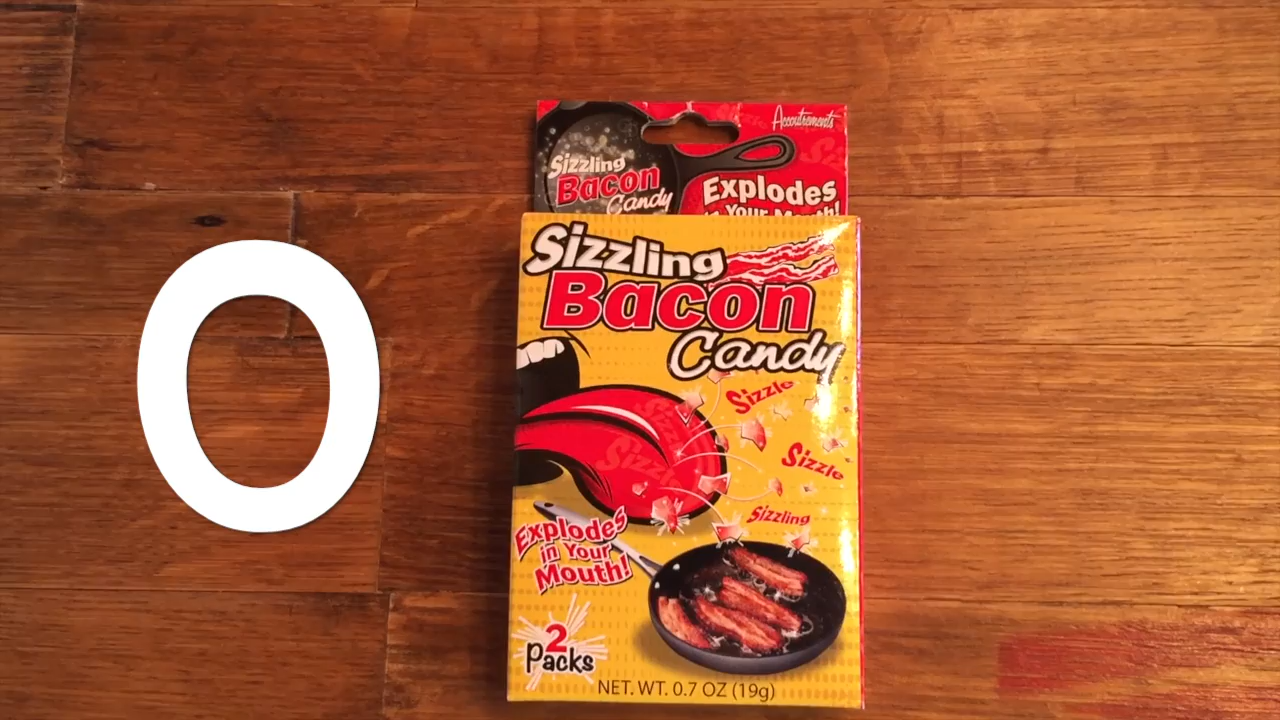 Accoutrements
Sizzling
Bacon
Candy
Explodes
in Your Mouth!
Sizzling
Bacon
Candy
Sizzle
Sizzle
Sizzling
Explodes
in Your
Mouth!
2
Packs
NET. WT. 0.7 OZ (19g)
0